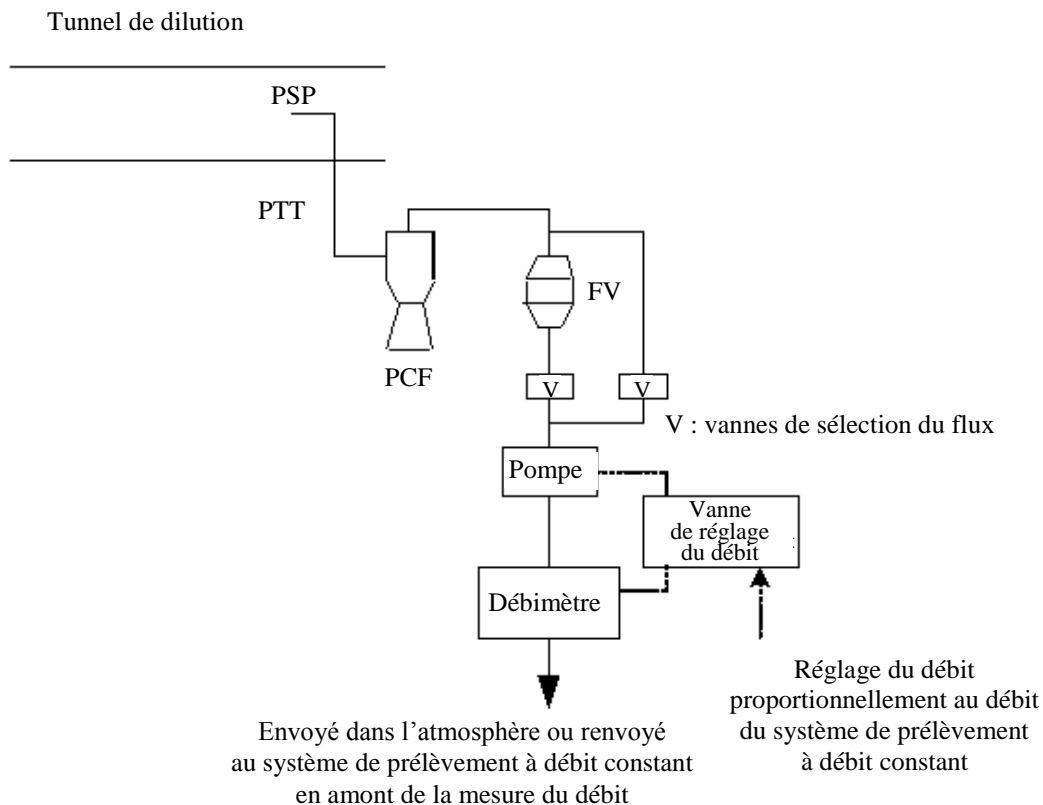 Tunnel de dilution
PSP
PTT
FV
PCF
V
V
V : vannes de sélection du flux
Pompe
Vanne
de réglage
du débit
Débimètre
Réglage du débit
proportionnellement au débit
du système de prélèvement
à débit constant
Envoyé dans l’atmosphère ou renvoyé
au système de prélèvement à débit constant
en amont de la mesure du débit